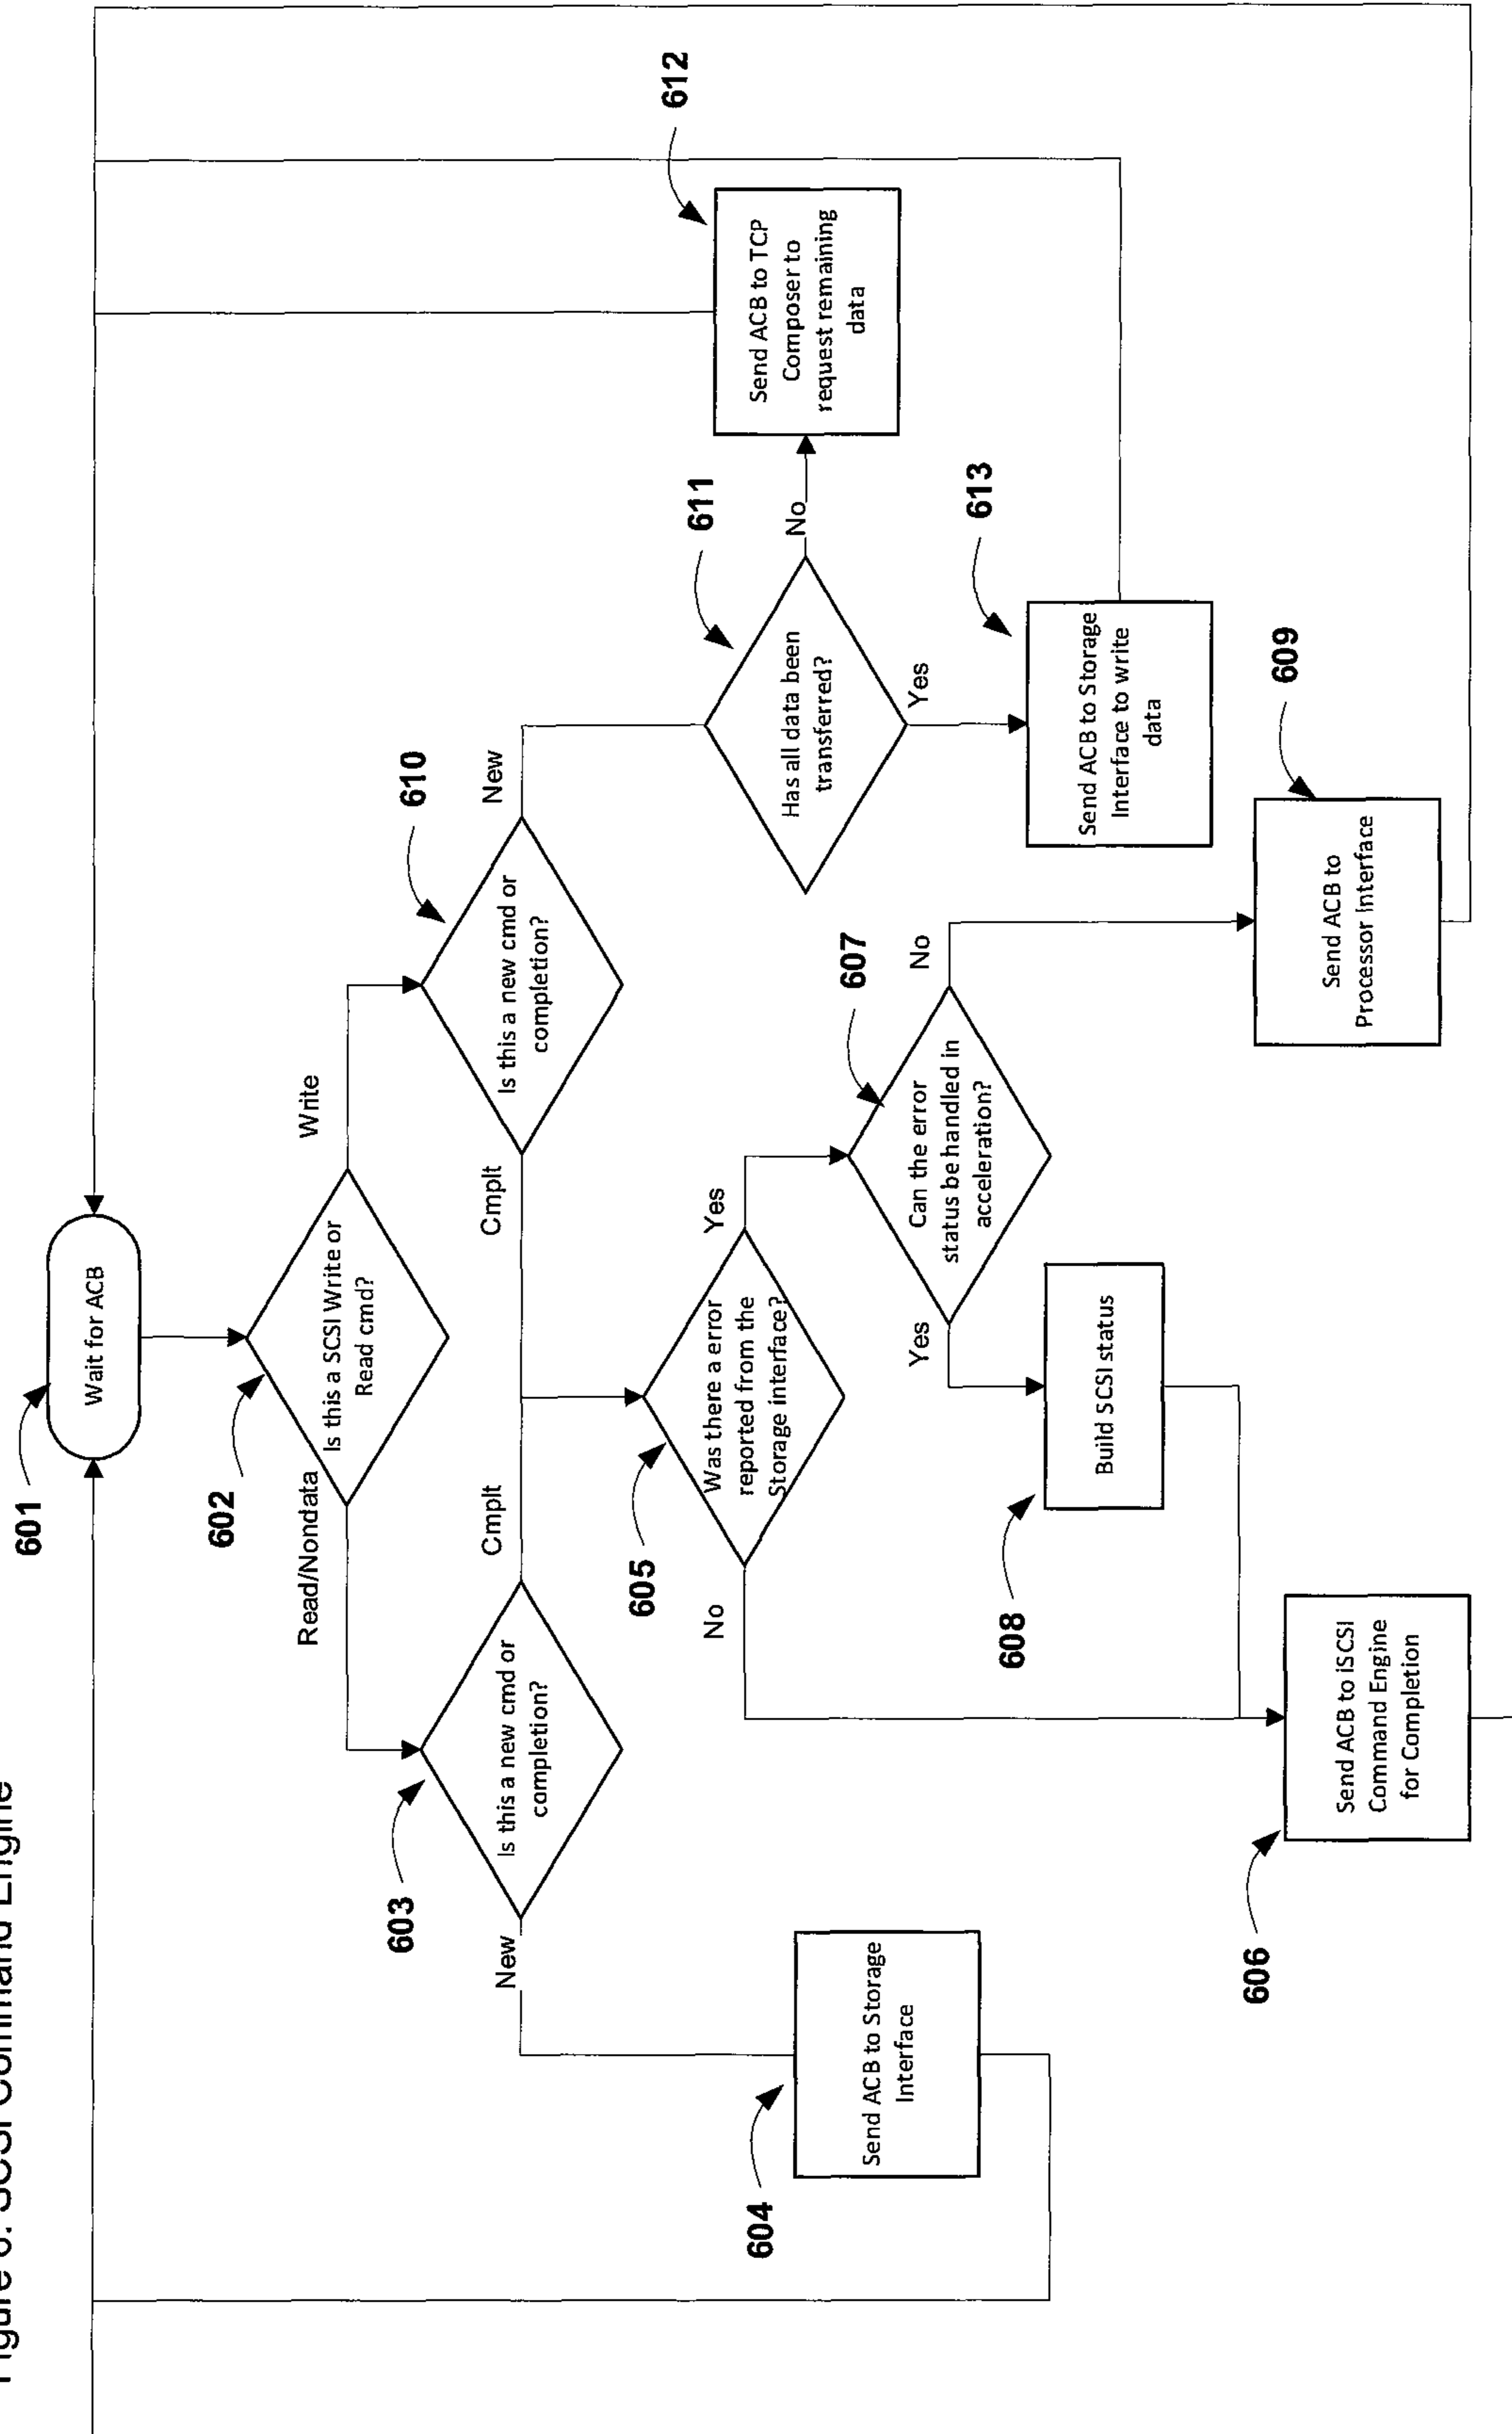 Figure 6: SCSI Command Engine
601
Wait for ACB
602
Is this a SCSI Write or
Read cmd?
Read/Nondata
Write
603
Is this a new cmd or
completion?
New
Cmplt
610
Is this a new cmd or
completion?
Cmplt
New
604
Send ACB to Storage
Interface
605
Was there a error
reported from the
Storage interface?
No
Yes
611
Has all data been
transferred?
No
Yes
612
Send ACB to TCP
Composer to
request remaining
data
607
Can the error
status be handled in
acceleration?
Yes
No
608
Build SCSI status
613
Send ACB to Storage
Interface to write
data
606
Send ACB to iSCSI
Command Engine
for Completion
609
Send ACB to
Processor Interface